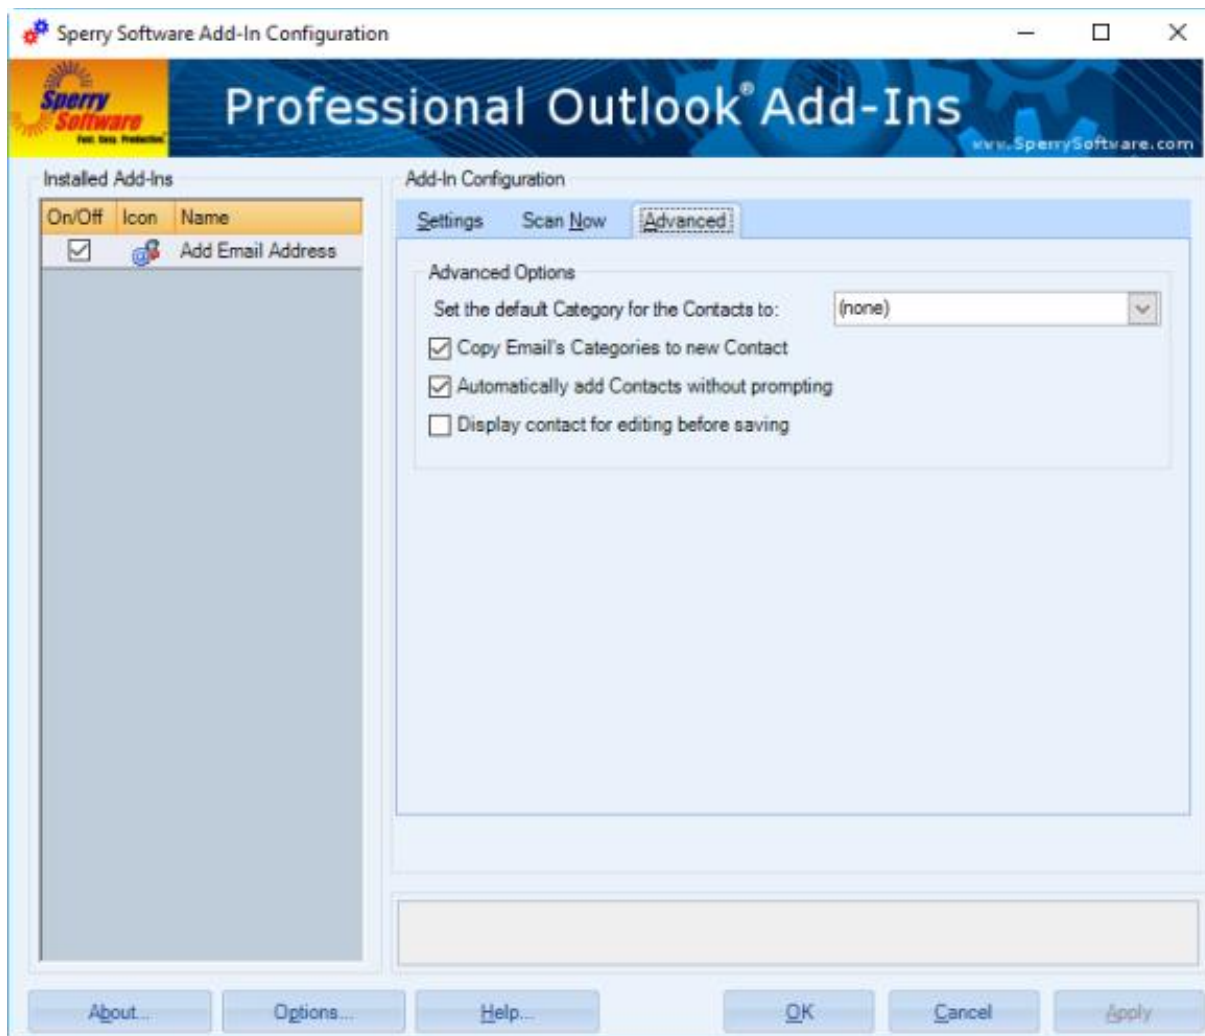 Sperry Software Add-In Configuration
Sperry
Software
Fast. Easy. Productive.
Professional Outlook® Add-Ins
www.SperrySoftware.com
Installed Add-Ins
On/Off Icon Name
Add Email Address
Add-In Configuration
Settings Scan Now Advanced
Advanced Options
Set the default Category for the Contacts to: (none)
Copy Email's Categories to new Contact
Automatically add Contacts without prompting
Display contact for editing before saving
About... Options... Help... OK Cancel Apply